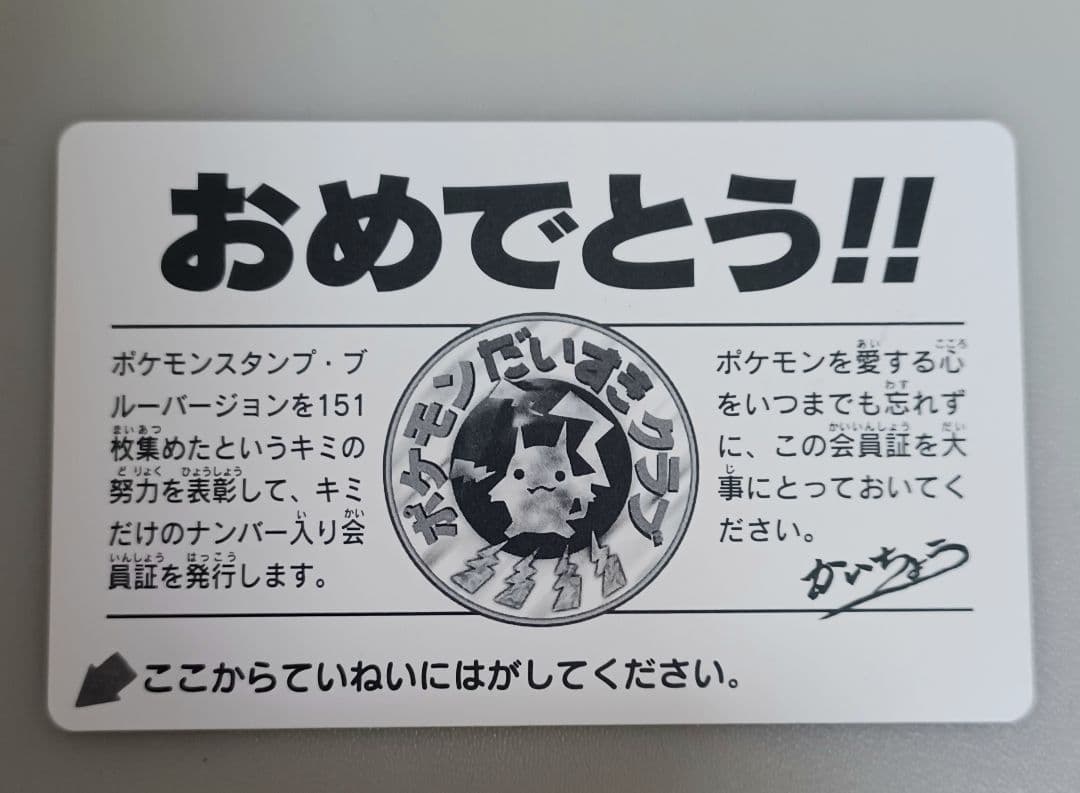 おめでとう!!
ポケモンスタンプ・ブ
ルーバージョンを151
枚集めたというキミの
努力を表彰して、キミ
だけのナンバー入り会
員証を発行します。
ポケモンだいすきクラブ
ポケモンを愛する心
をいつまでも忘れず
に、この会員証を大
事にとっておいてく
ださい。
かいちょう
ここからていねいにはがしてください。